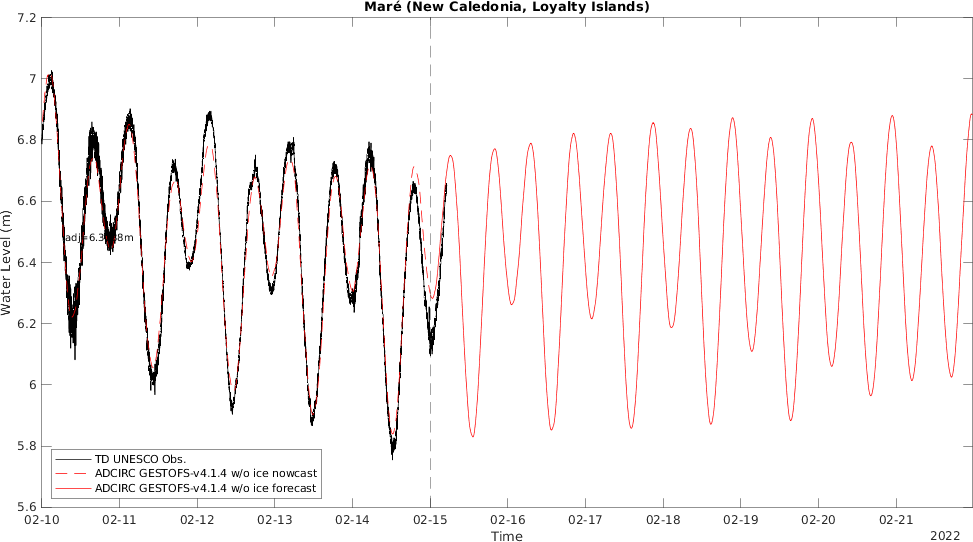 Maré (New Caledonia, Loyalty Islands)
7.2
7
6.8
6.6
6.4
6.2
6
5.8
5.6
Water Level (m)
TD UNESCO Obs.
ADCIRC GESTOFS-v4.1.4 w/o ice nowcast
ADCIRC GESTOFS-v4.1.4 w/o ice forecast
02-10 02-11 02-12 02-13 02-14 02-15 02-16 02-17 02-18 02-19 02-20 02-21
Time
2022